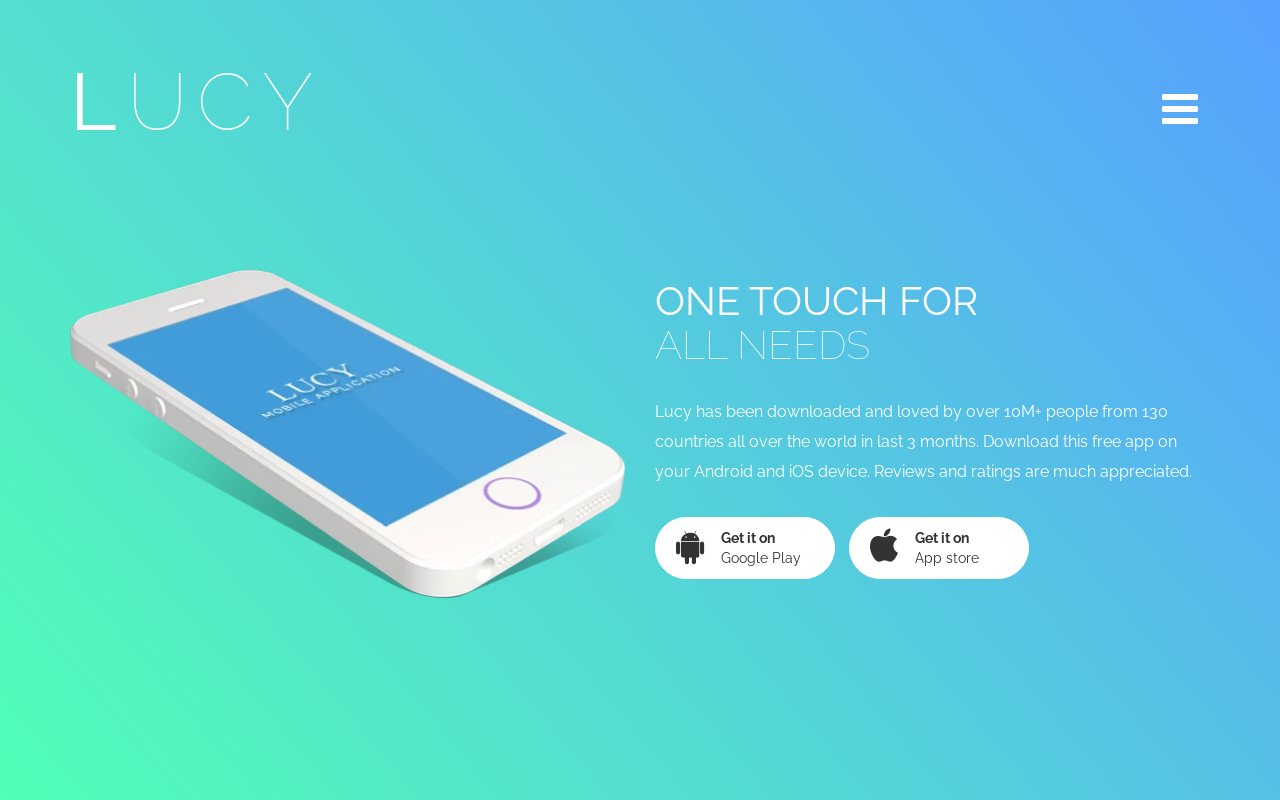 LUCY
LUCY
MOBILE APPLICATION
ONE TOUCH FOR
ALL NEEDS
Lucy has been downloaded and loved by over 10M+ people from 130
countries all over the world in last 3 months. Download this free app on
your Android and iOS device. Reviews and ratings are much appreciated.
Get it on
Google Play
Get it on
App store